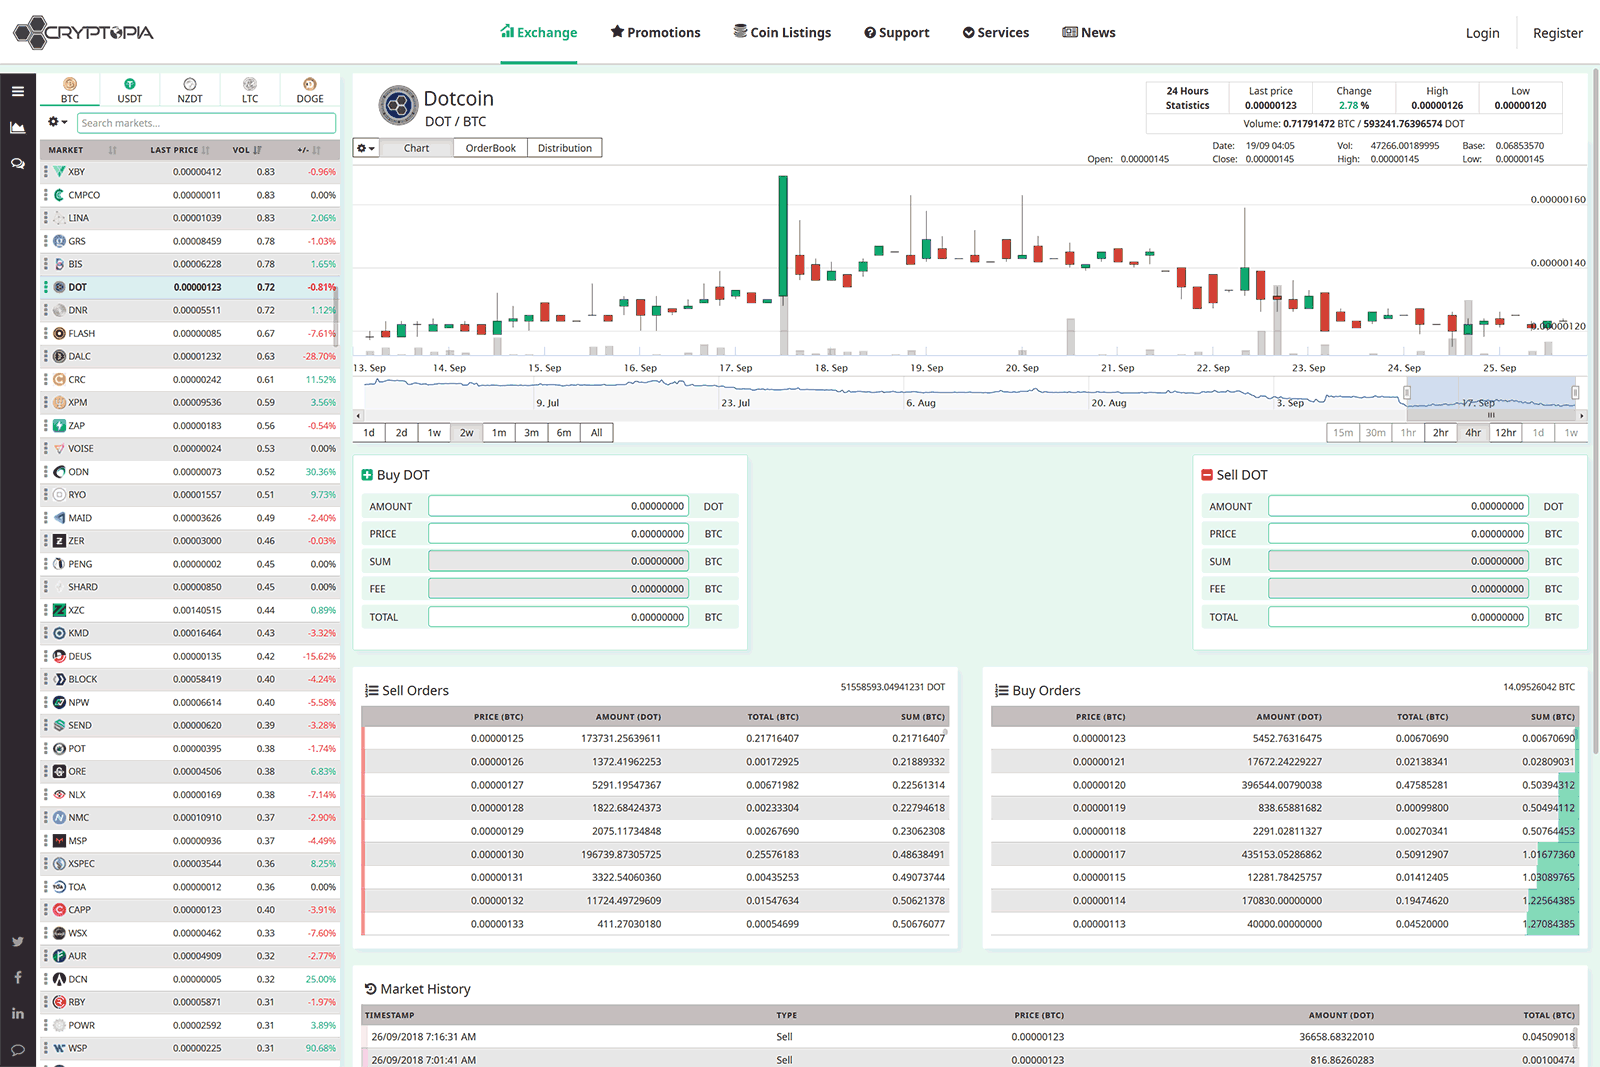 CRYPTOPIA
Exchange Promotions Coin Listings Support Services News
Login Register
BTC USDT NZDT LTC DOGE
Search markets...
MARKET LAST PRICE VOL +/-
XBY 0.00000412 0.83 -0.96%
CMPCO 0.00000011 0.83 0.00%
LINA 0.00001039 0.83 2.06%
GRS 0.00008459 0.78 -1.03%
BIS 0.00006228 0.78 1.65%
DOT 0.00000123 0.72 -0.81%
DNR 0.00005511 0.72 1.12%
FLASH 0.00000085 0.67 -7.61%
DALC 0.00001232 0.63 -28.70%
CRC 0.00000242 0.61 11.52%
XPM 0.00009536 0.59 3.56%
ZAP 0.00000183 0.56 -0.54%
VOISE 0.00000024 0.53 0.00%
ODN 0.00000073 0.52 30.36%
RYO 0.00001557 0.51 9.73%
MAID 0.00003626 0.49 -2.40%
ZER 0.00003000 0.46 -0.03%
PENG 0.00000002 0.45 0.00%
SHARD 0.00000850 0.45 0.00%
XZC 0.00140515 0.44 0.89%
KMD 0.00016464 0.43 -3.32%
DEUS 0.00000135 0.42 -15.62%
BLOCK 0.00058419 0.40 -4.24%
NPW 0.00006614 0.40 -5.58%
SEND 0.00000620 0.39 -3.28%
POT 0.00000395 0.38 -1.74%
ORE 0.00004506 0.38 6.83%
NLX 0.00000169 0.38 -7.14%
NMC 0.00010910 0.37 -2.90%
MSP 0.00000936 0.37 -4.49%
XSPEC 0.00003544 0.36 8.25%
TOA 0.00000012 0.36 0.00%
CAPP 0.00000123 0.40 -3.91%
WSX 0.00000462 0.33 -7.60%
AUR 0.00004909 0.32 -2.77%
DCN 0.00000005 0.32 25.00%
RBY 0.00005871 0.31 -1.97%
POWR 0.00002592 0.31 3.89%
WSP 0.00000225 0.31 90.68%
Dotcoin
DOT / BTC
24 Hours Last price Change High Low
Statistics 0.00000123 2.78 % 0.00000126 0.00000120
Volume: 0.71791472 BTC / 593241.76396574 DOT
Chart OrderBook Distribution
Date: 19/09 04:05 Vol: 47266.00189995 Base: 0.06853570
Open: 0.00000145 Close: 0.00000145 High: 0.00000145 Low: 0.00000145
0.00000160
0.00000140
0.00000120
13. Sep 14. Sep 15. Sep 16. Sep 17. Sep 18. Sep 19. Sep 20. Sep 21. Sep 22. Sep 23. Sep 24. Sep 25. Sep
9. Jul 23. Jul 6. Aug 20. Aug 3. Sep 17. Sep
1d 2d 1w 2w 1m 3m 6m All 15m 30m 1hr 2hr 4hr 12hr 1d 1w
Buy DOT
AMOUNT 0.00000000 DOT
PRICE 0.00000000 BTC
SUM 0.00000000 BTC
FEE 0.00000000 BTC
TOTAL 0.00000000 BTC
Sell DOT
AMOUNT 0.00000000 DOT
PRICE 0.00000000 BTC
SUM 0.00000000 BTC
FEE 0.00000000 BTC
TOTAL 0.00000000 BTC
Sell Orders 51558593.04941231 DOT
PRICE (BTC) AMOUNT (DOT) TOTAL (BTC) SUM (BTC)
0.00000125 173731.25639611 0.21716407 0.21716407
0.00000126 1372.41962253 0.00172925 0.21889332
0.00000127 5291.19547367 0.00671982 0.22561314
0.00000128 1822.68424373 0.00233304 0.22794618
0.00000129 2075.11734848 0.00267690 0.23062308
0.00000130 196739.87305725 0.25576183 0.48638491
0.00000131 3322.54060360 0.00435253 0.49073744
0.00000132 11724.49729609 0.01547634 0.50621378
0.00000133 411.27030180 0.00054699 0.50676077
Buy Orders 14.09526042 BTC
PRICE (BTC) AMOUNT (DOT) TOTAL (BTC) SUM (BTC)
0.00000123 5452.76316475 0.00670690 0.00670690
0.00000121 17672.24229227 0.02138341 0.02809031
0.00000120 396544.00790038 0.47585281 0.50394312
0.00000119 838.65881682 0.00099800 0.50494112
0.00000118 2291.02811327 0.00270341 0.50764453
0.00000117 435153.05286862 0.50912907 1.01677360
0.00000115 12281.78425757 0.01412405 1.03089765
0.00000114 170830.00000000 0.19474620 1.22564385
0.00000113 40000.00000000 0.04520000 1.27084385
Market History
TIMESTAMP TYPE PRICE (BTC) AMOUNT (DOT) TOTAL (BTC)
26/09/2018 7:16:31 AM Sell 0.00000123 36658.68322010 0.04509018
26/09/2018 7:01:41 AM Sell 0.00000123 816.86260283 0.00100474